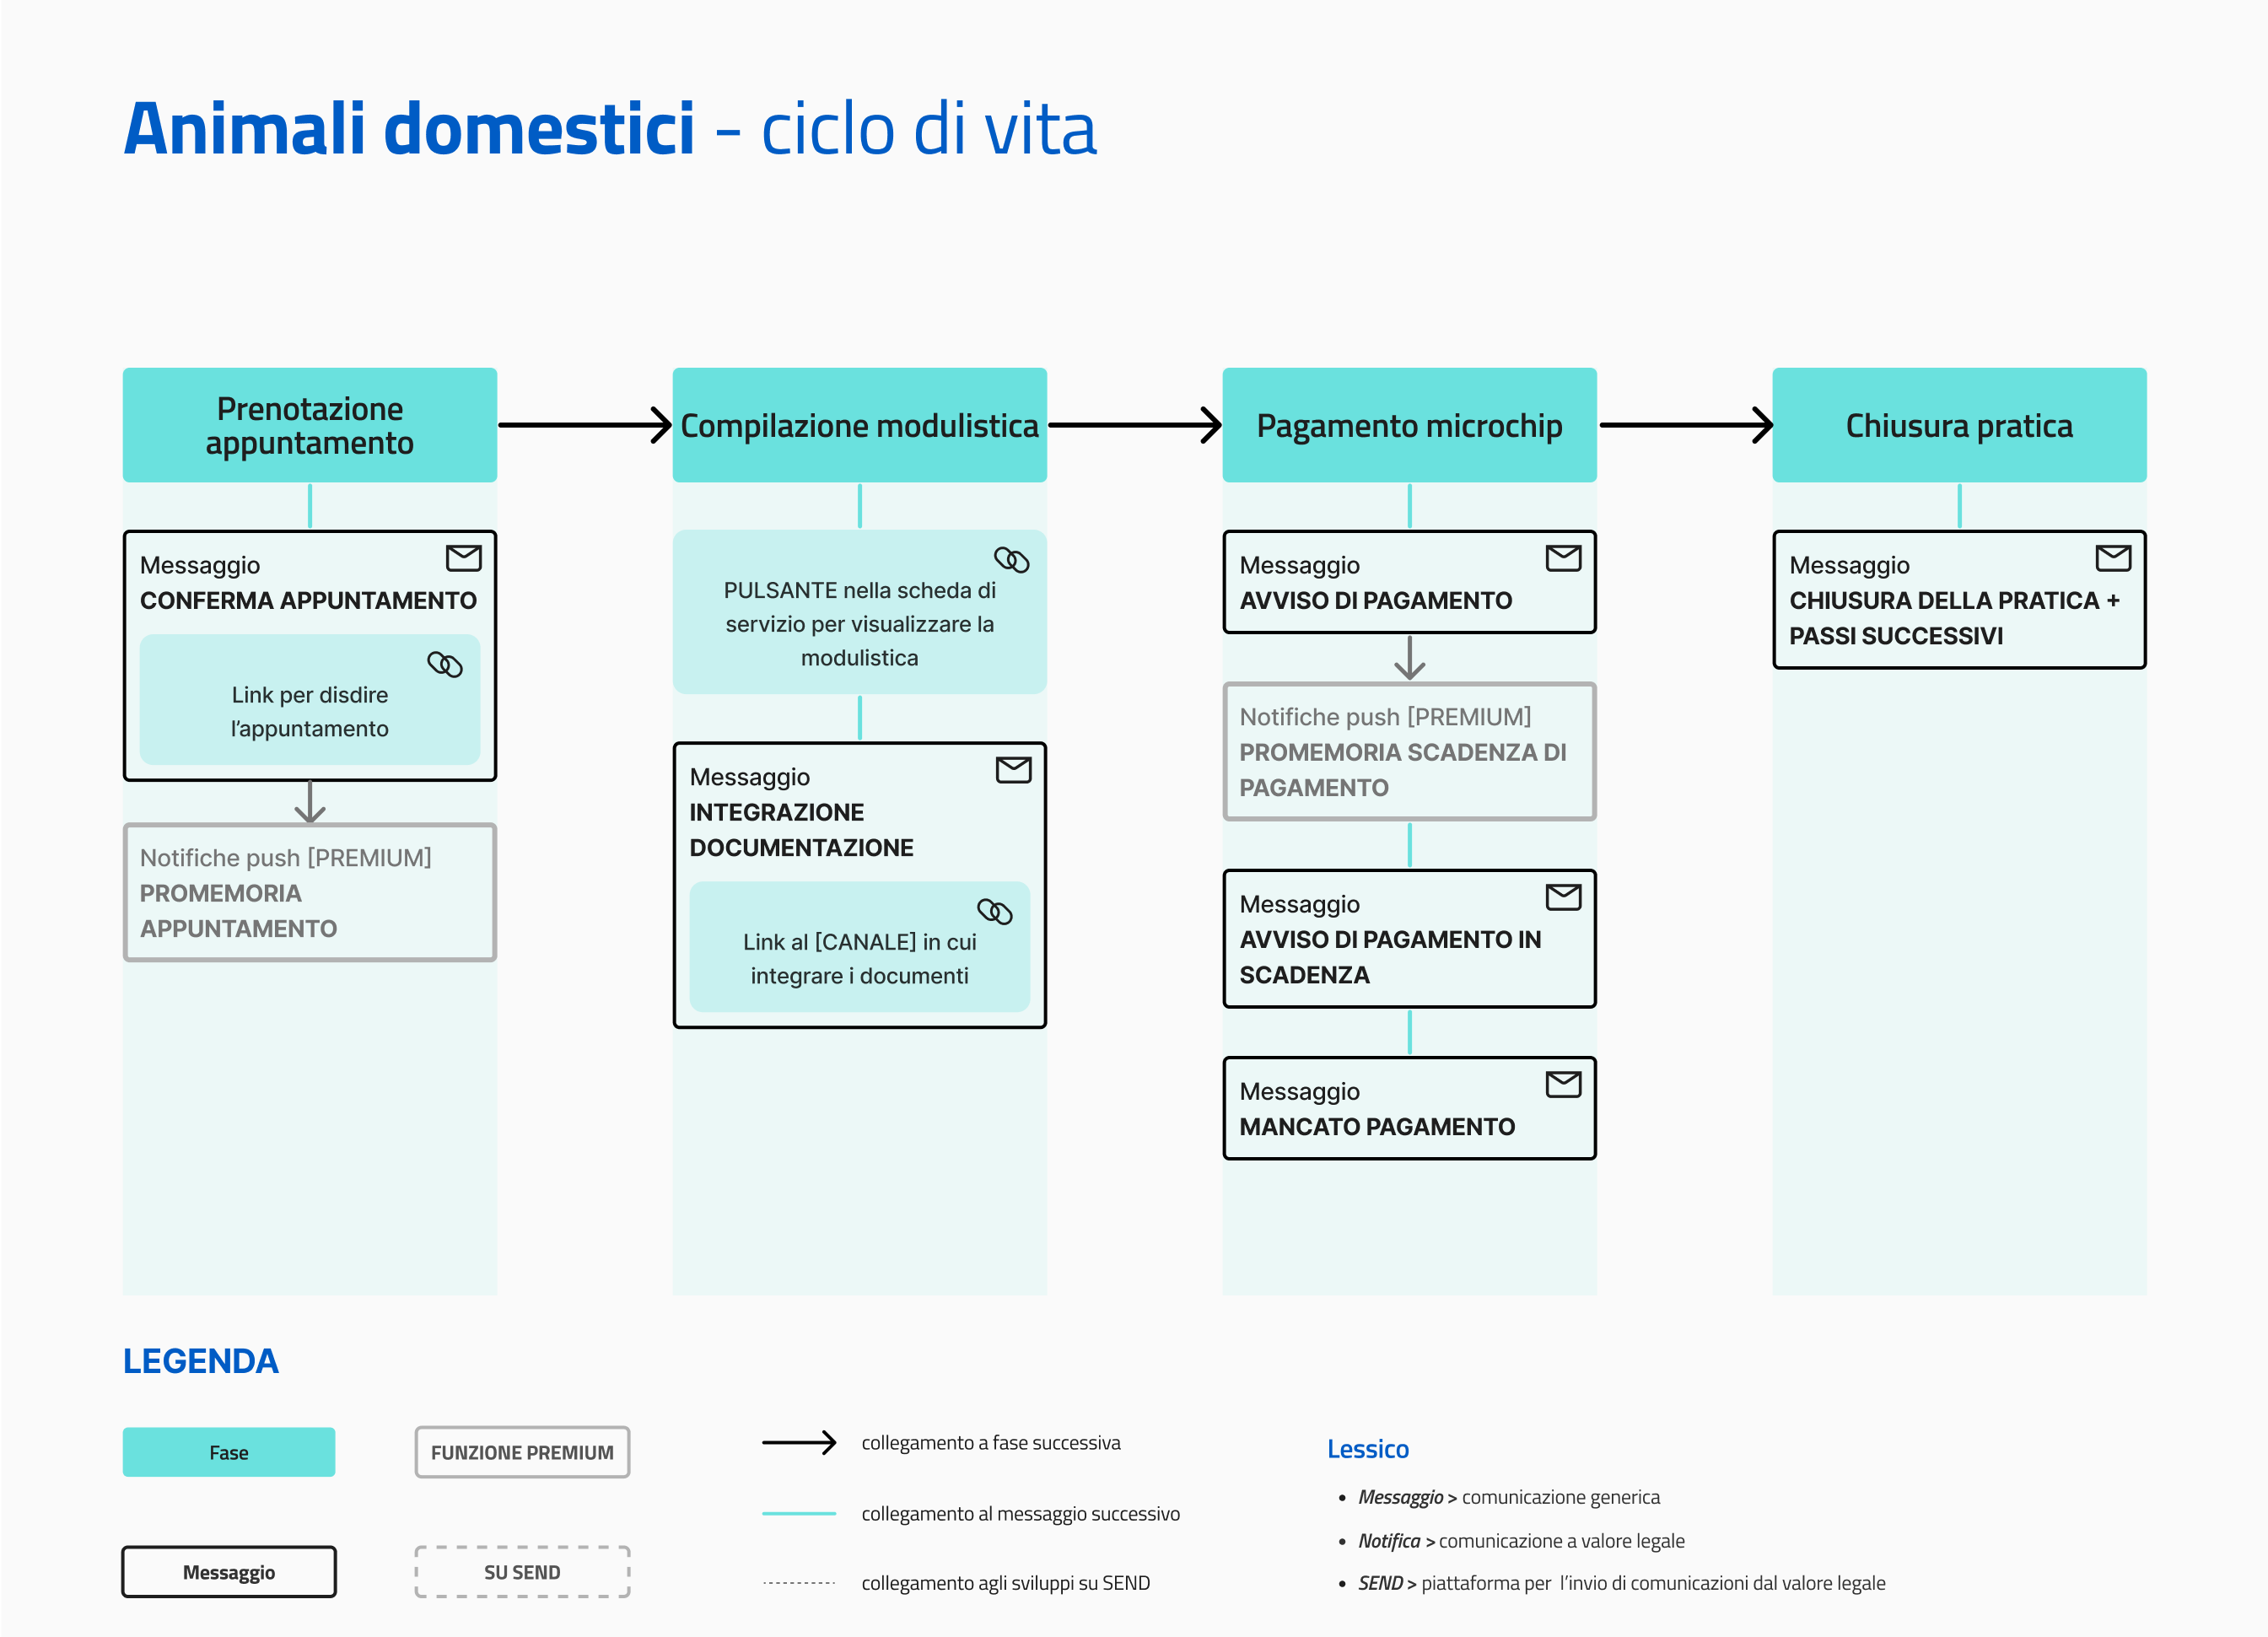 Animali domestici - ciclo di vita
Prenotazione
appuntamento
Messaggio
CONFERMA APPUNTAMENTO
Link per disdire
l’appuntamento
Notifiche push [PREMIUM]
PROMEMORIA
APPUNTAMENTO
Compilazione modulistica
PULSANTE nella scheda di
servizio per visualizzare la
modulistica
Messaggio
INTEGRAZIONE
DOCUMENTAZIONE
Link al [CANALE] in cui
integrare i documenti
Pagamento microchip
Messaggio
AVVISO DI PAGAMENTO
Notifiche push [PREMIUM]
PROMEMORIA SCADENZA DI
PAGAMENTO
Messaggio
AVVISO DI PAGAMENTO IN
SCADENZA
Messaggio
MANCATO PAGAMENTO
Chiusura pratica
Messaggio
CHIUSURA DELLA PRATICA +
PASSI SUCCESSIVI
LEGENDA
Fase
FUNZIONE PREMIUM
Messaggio
SU SEND
collegamento a fase successiva
collegamento al messaggio successivo
collegamento agli sviluppi su SEND
Lessico
• Messaggio > comunicazione generica
• Notifica > comunicazione a valore legale
• SEND > piattaforma per l’invio di comunicazioni dal valore legale